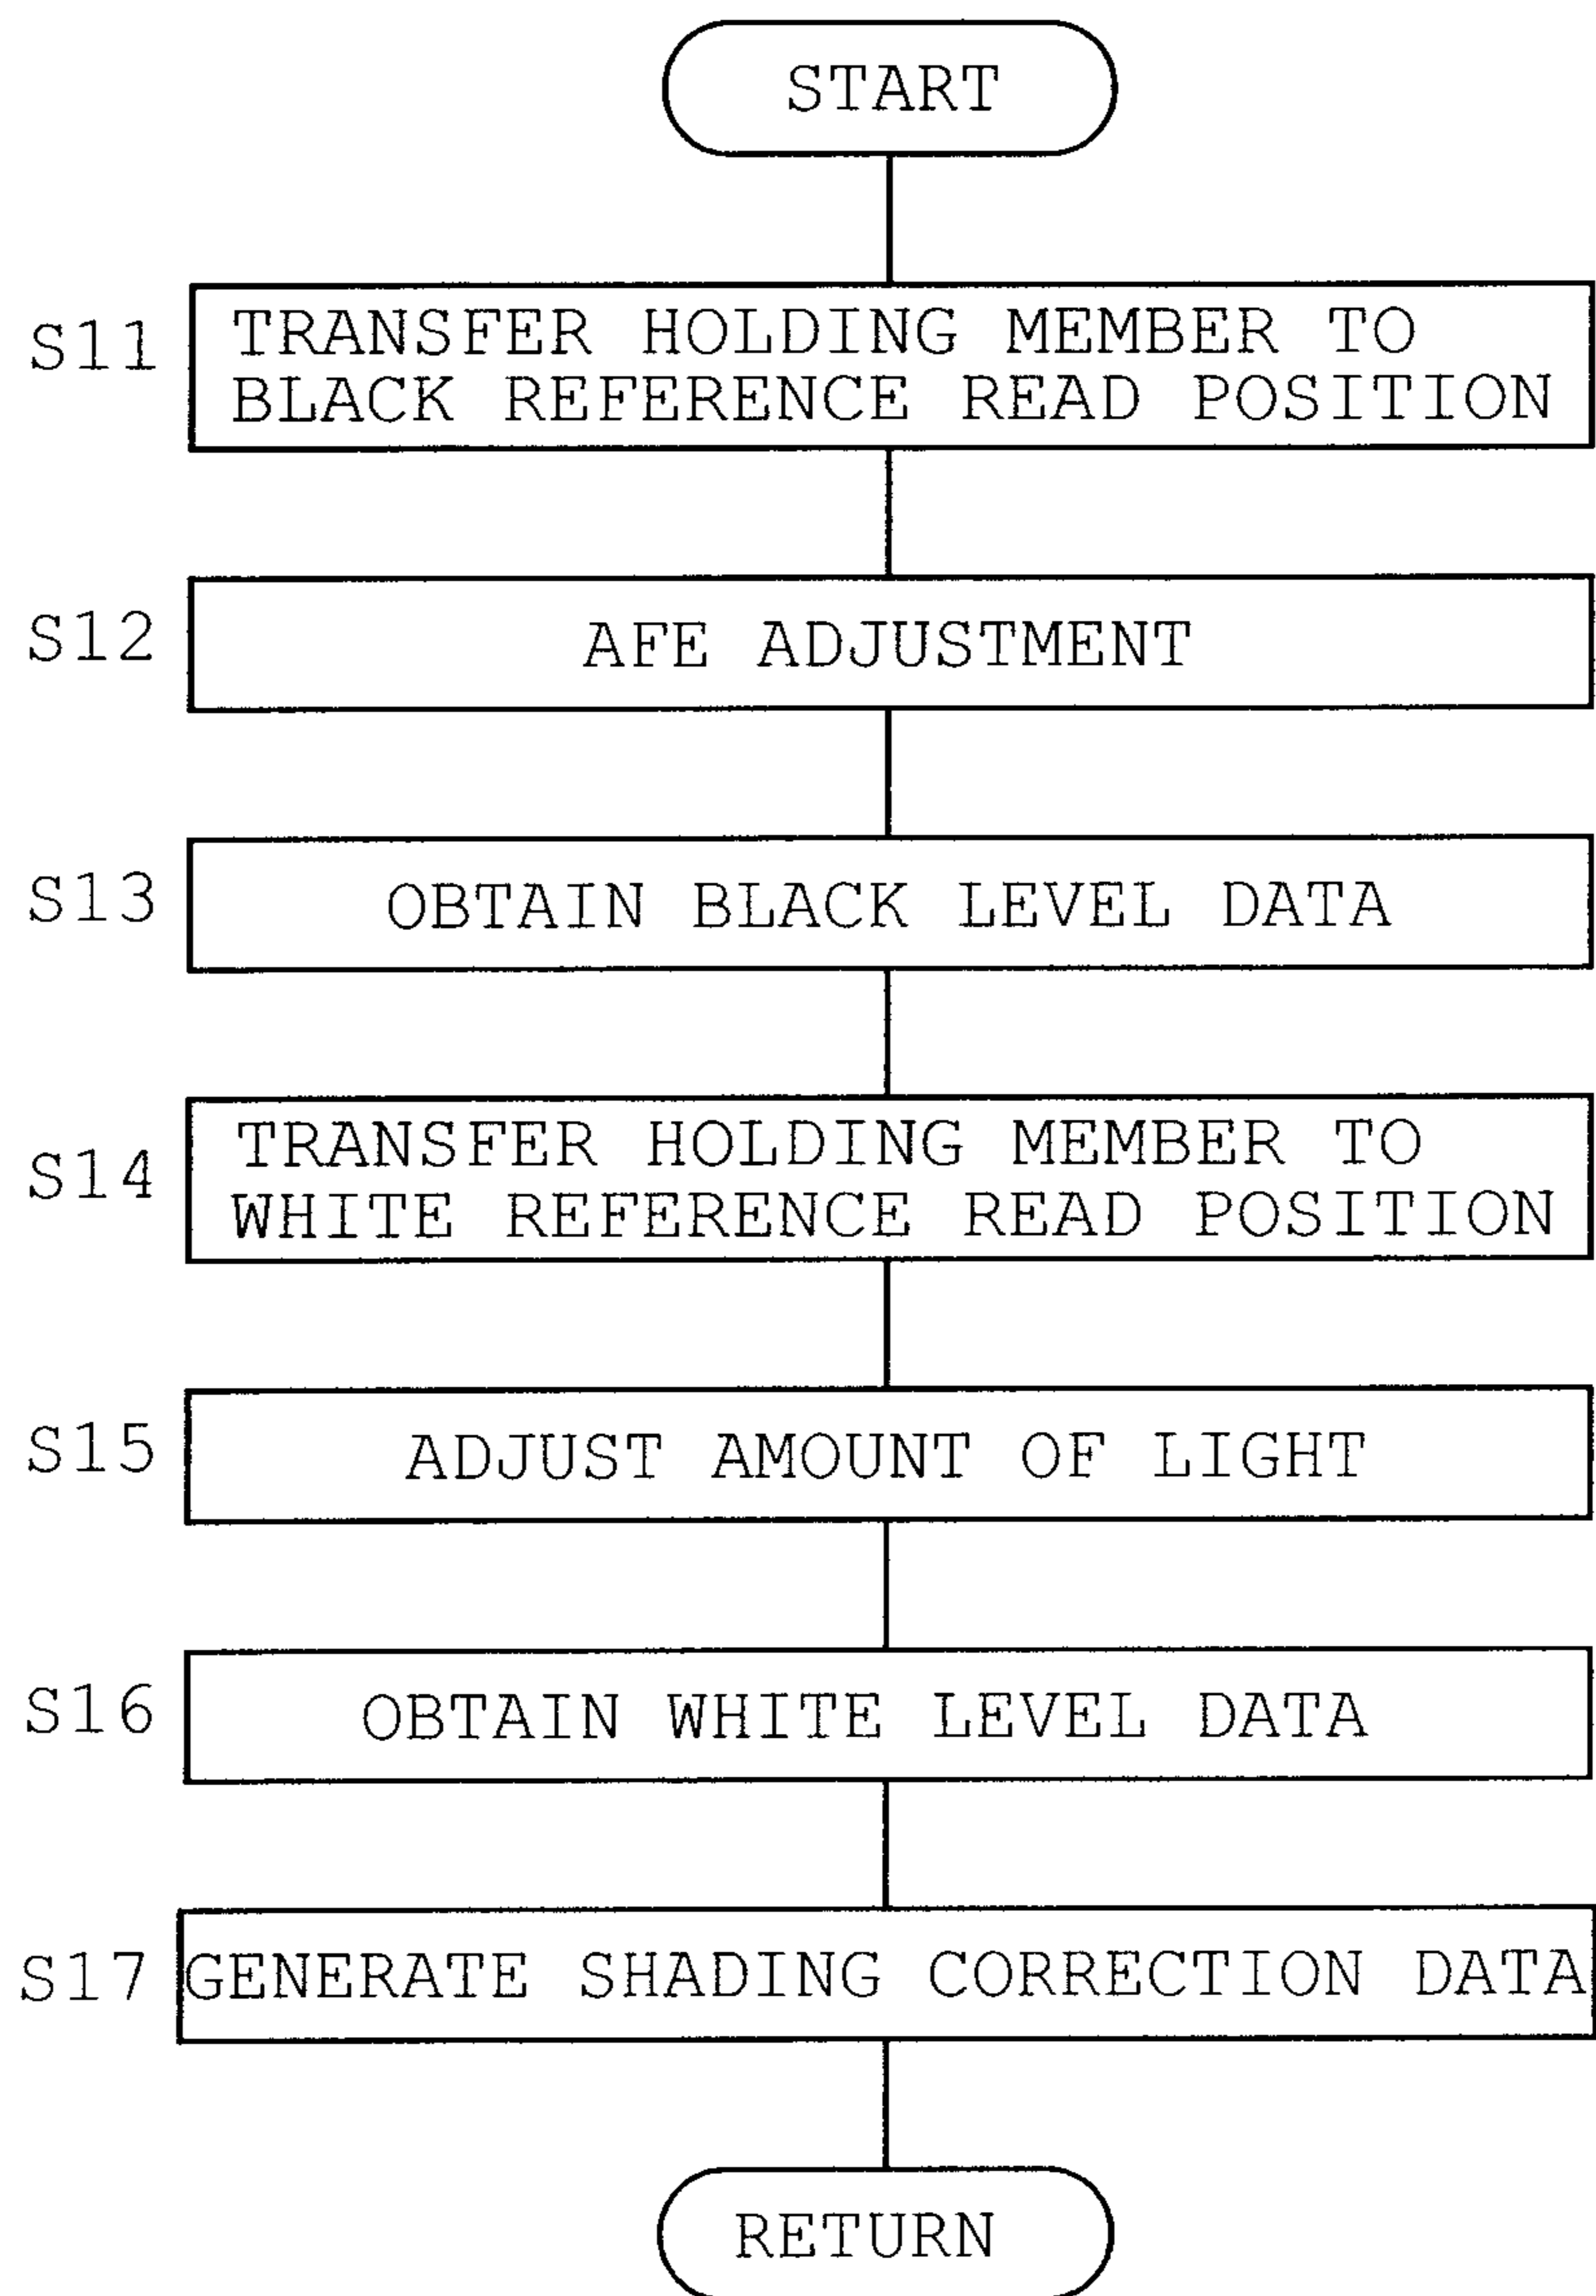 START
S11
TRANSFER HOLDING MEMBER TO
BLACK REFERENCE READ POSITION
S12
AFE ADJUSTMENT
S13
OBTAIN BLACK LEVEL DATA
S14
TRANSFER HOLDING MEMBER TO
WHITE REFERENCE READ POSITION
S15
ADJUST AMOUNT OF LIGHT
S16
OBTAIN WHITE LEVEL DATA
S17
GENERATE SHADING CORRECTION DATA
RETURN